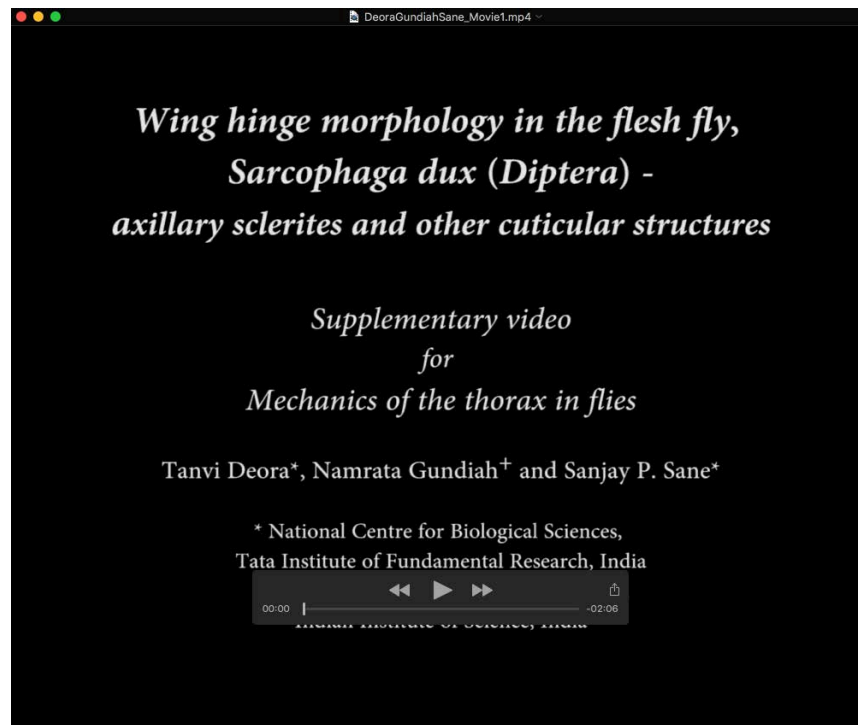 DeoraGundiahSane_Movie1.mp4
Wing hinge morphology in the flesh fly,
Sarcophaga dux (Diptera) -
axillary sclerites and other cuticular structures
Supplementary video
for
Mechanics of the thorax in flies
Tanvi Deora*, Namrata Gundiah+ and Sanjay P. Sane*
* National Centre for Biological Sciences,
Tata Institute of Fundamental Research, India
00:00 -02:06
Indian Institute of Science, India